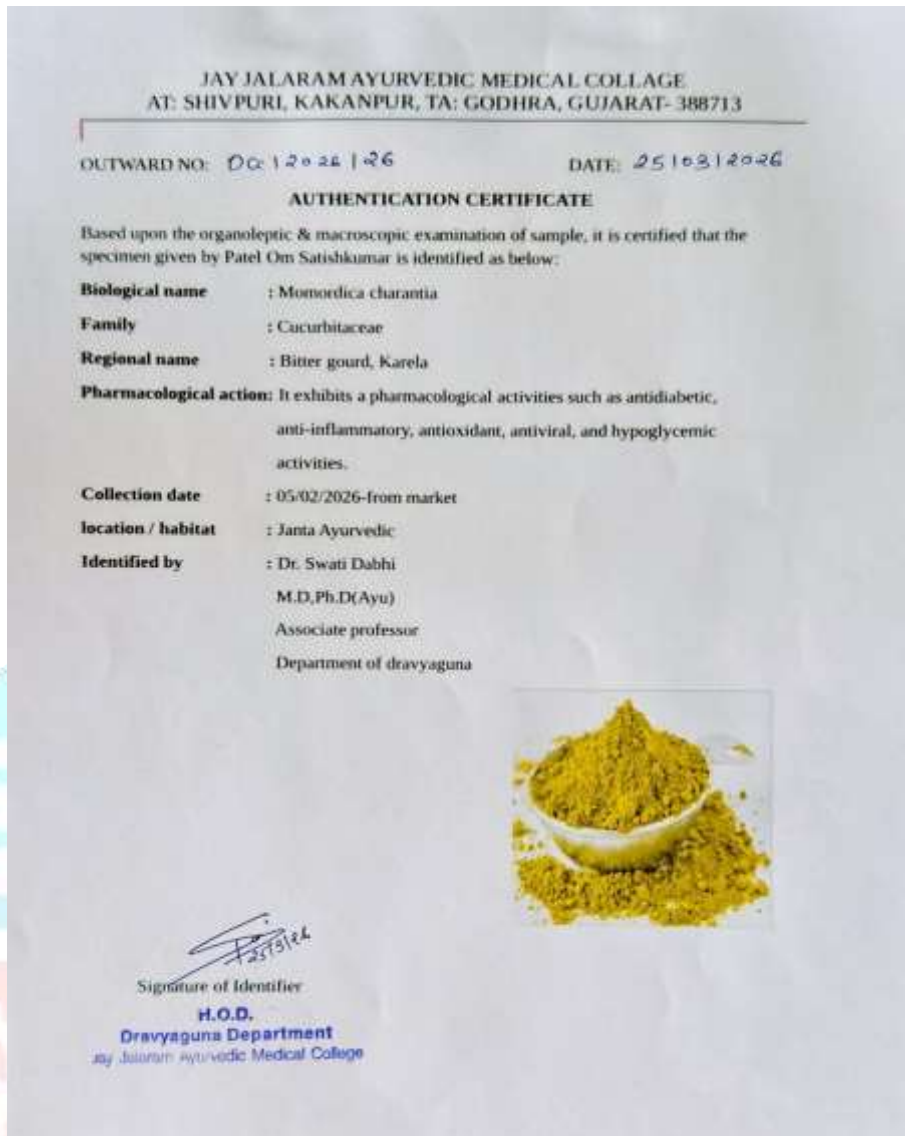 JAY JALARAM AYURVEDIC MEDICAL COLLAGE
AT: SHIVPURI, KAKANPUR, TA: GODHRA, GUJARAT- 388713
OUTWARD NO: DG|2026|26 DATE: 25|03|2026
AUTHENTICATION CERTIFICATE
Based upon the organoleptic & macroscopic examination of sample, it is certified that the
specimen given by Patel Om Satishkumar is identified as below:
Biological name : Momordica charantia
Family : Cucurbitaceae
Regional name : Bitter gourd, Karela
Pharmacological action: It exhibits a pharmacological activities such as antidiabetic,
anti-inflammatory, antioxidant, antiviral, and hypoglycemic
activities.
Collection date : 05/02/2026-from market
location / habitat : Janta Ayurvedic
Identified by : Dr. Swati Dabhi
M.D,Ph.D(Ayu)
Associate professor
Department of dravyaguna
25|3|26
Signature of Identifier
H.O.D.
Dravyaguna Department
Jay Jalaram Ayurvedic Medical College